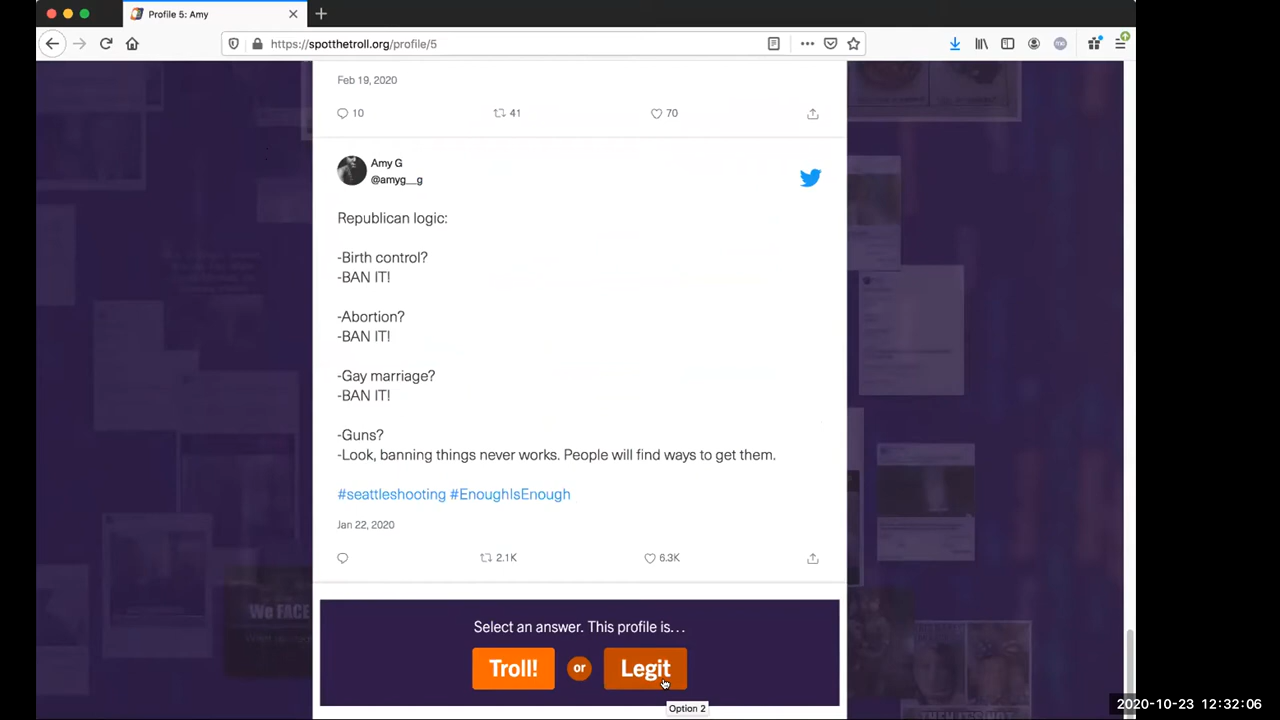 Profile 5: Amy
https://spotthetroll.org/profile/5
Feb 19, 2020
10 41 70
Amy G
@amyg__g
Republican logic:
-Birth control?
-BAN IT!
-Abortion?
-BAN IT!
-Gay marriage?
-BAN IT!
-Guns?
-Look, banning things never works. People will find ways to get them.
#seattleshooting #EnoughIsEnough
Jan 22, 2020
2.1K 6.3K
We FACE
Select an answer. This profile is...
Troll! or Legit
Option 2
2020-10-23 12:32:06